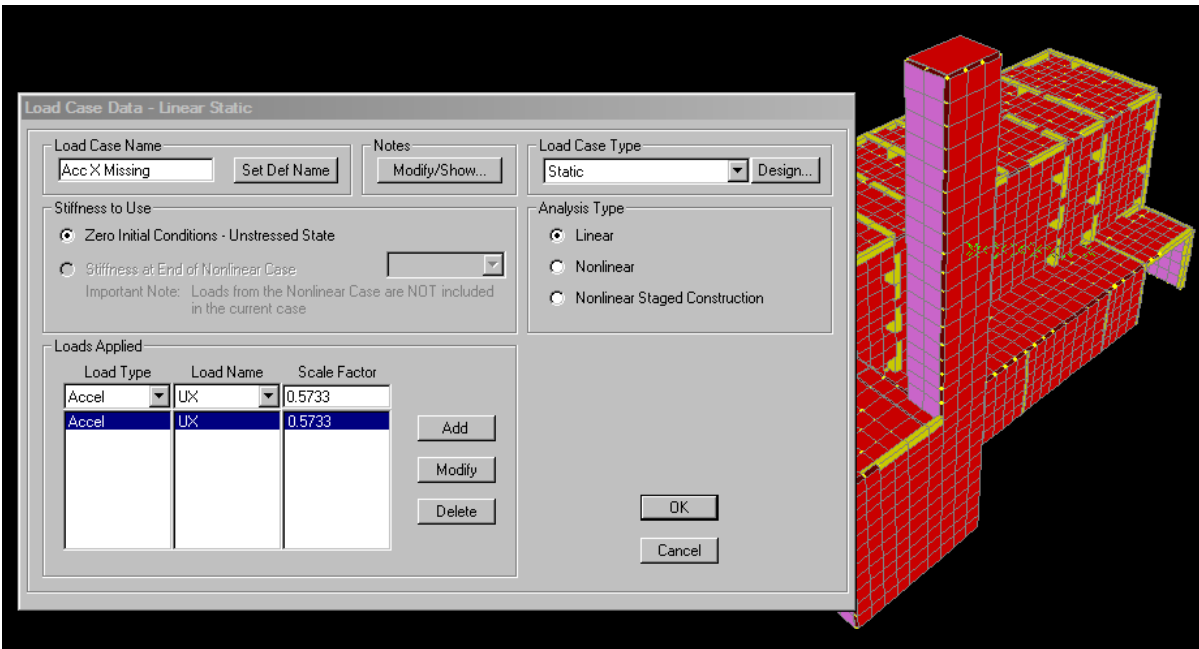 Load Case Data - Linear Static
Load Case Name
Notes
Load Case Type
Acc X Missing
Set Def Name
Modify/Show...
Static
Design...
Stiffness to Use
Analysis Type
Zero Initial Conditions - Unstressed State
Linear
Stiffness at End of Nonlinear Case
Nonlinear
Important Note: Loads from the Nonlinear Case are NOT included
in the current case
Nonlinear Staged Construction
Loads Applied
Load Type Load Name Scale Factor
Accel UX 0.5733
Accel UX 0.5733
Add
Modify
Delete
OK
Cancel